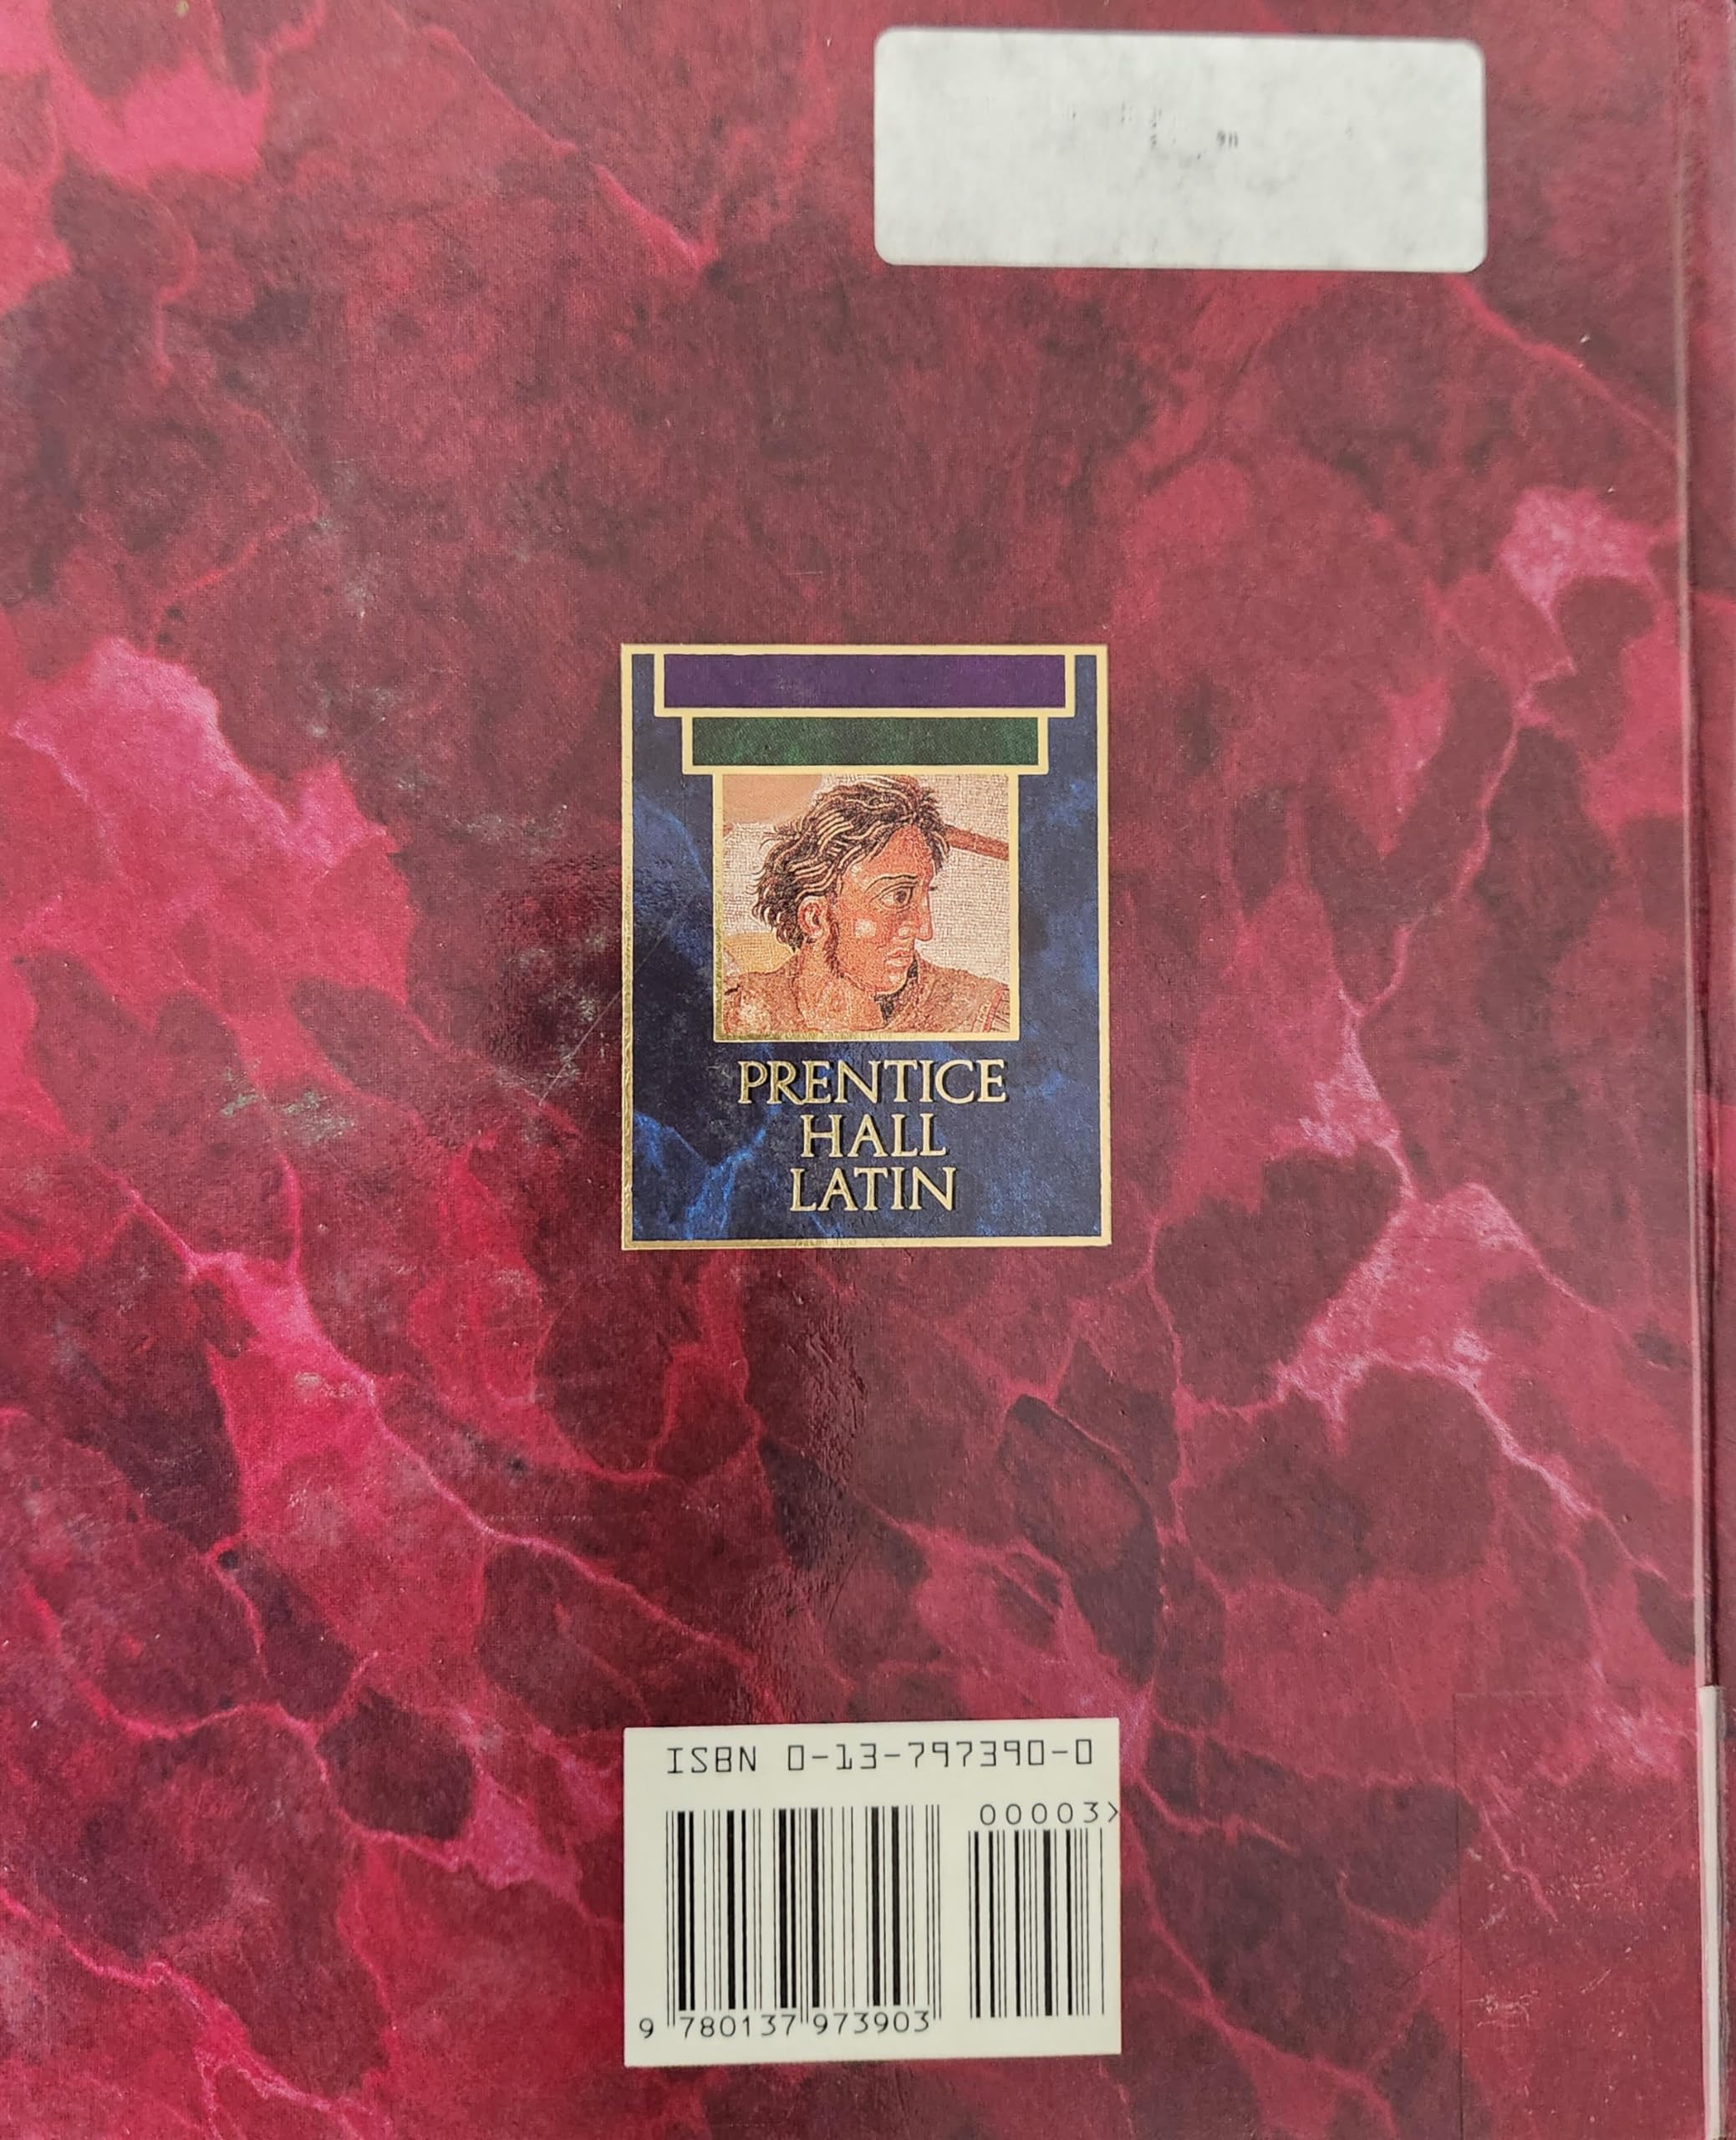 PRENTICE
HALL
LATIN
ISBN 0-13-797390-0
00003>
9 780137 973903